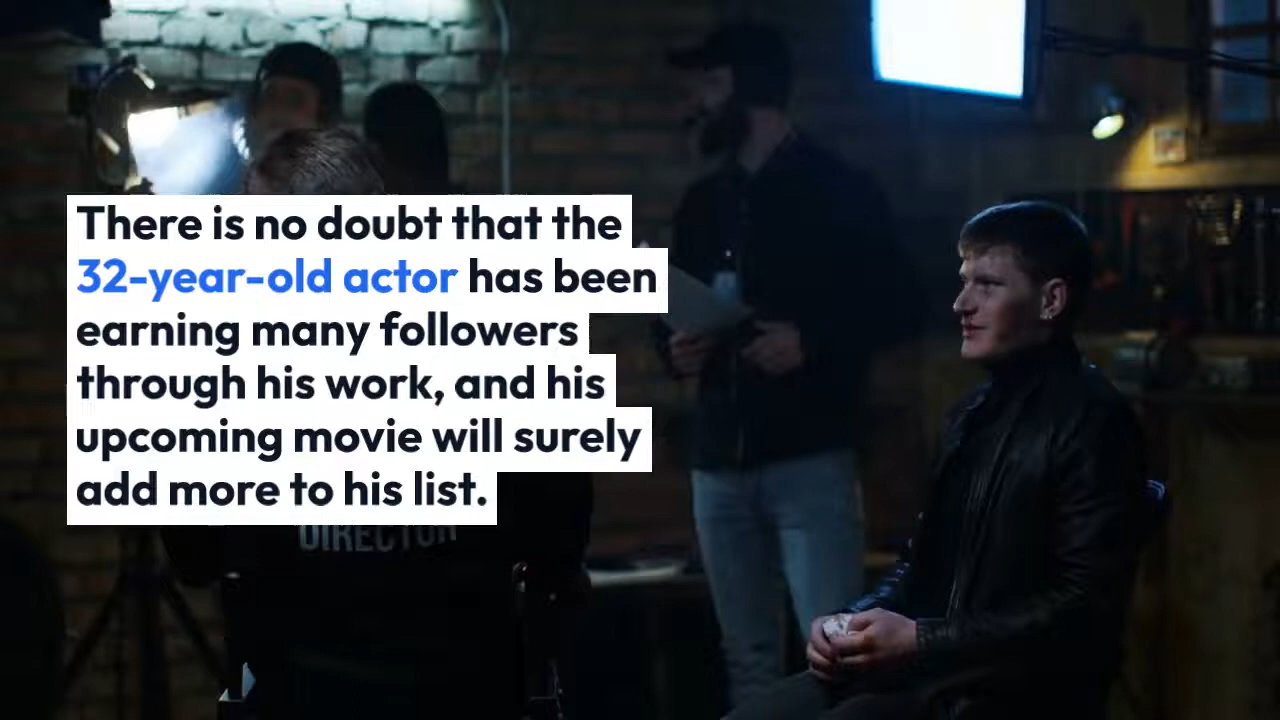 There is no doubt that the
32-year-old actor has been
earning many followers
through his work, and his
upcoming movie will surely
add more to his list.
DIRECTOR